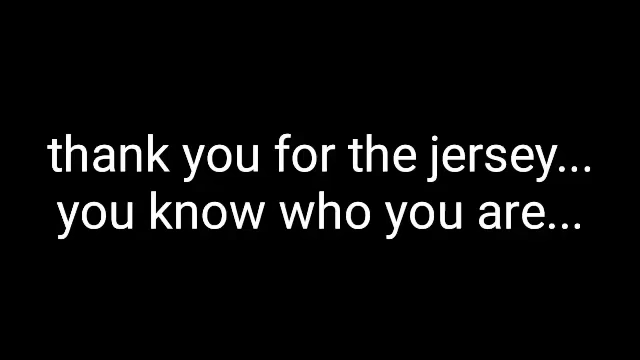 thank you for the jersey...
you know who you are...